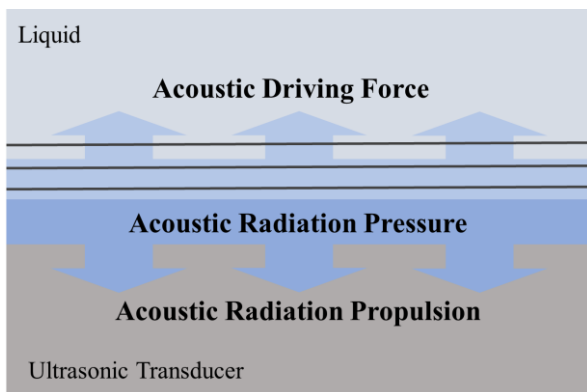 Liquid
Acoustic Driving Force
Acoustic Radiation Pressure
Acoustic Radiation Propulsion
Ultrasonic Transducer